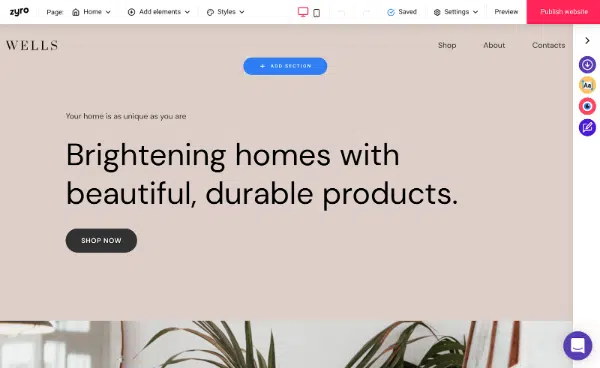 zyro Page: Home Add elements Styles Saved Settings Preview Publish website
WELLS Shop About Contacts
+ ADD SECTION
Aa
Your home is as unique as you are
Brightening homes with
beautiful, durable products.
SHOP NOW